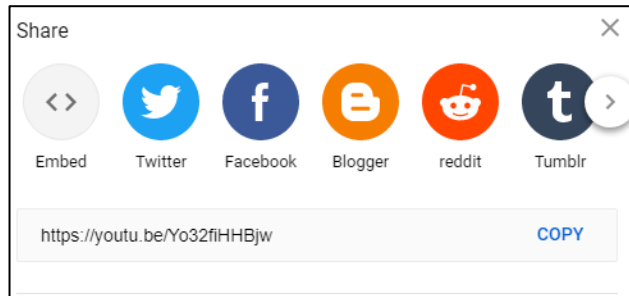 Share
Embed Twitter Facebook Blogger reddit Tumblr
https://youtu.be/Yo32fiHHBjw COPY